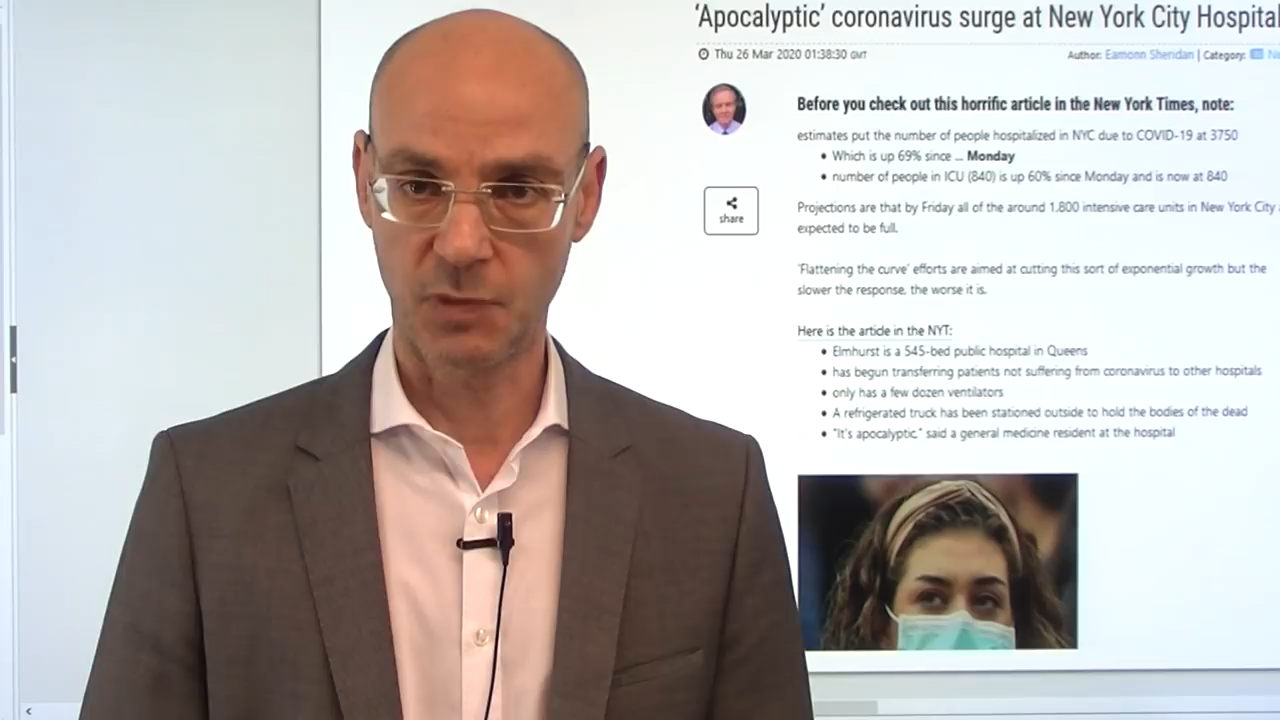 ‘Apocalyptic’ coronavirus surge at New York City Hospital
Thu 26 Mar 2020 01:38:30 GMT
Author: Eamonn Sheridan | Category:
Before you check out this horrific article in the New York Times, note:
estimates put the number of people hospitalized in NYC due to COVID-19 at 3750
• Which is up 69% since ... Monday
• number of people in ICU (840) is up 60% since Monday and is now at 840
share
Projections are that by Friday all of the around 1,800 intensive care units in New York City
expected to be full.
'Flattening the curve' efforts are aimed at cutting this sort of exponential growth but the
slower the response, the worse it is.
Here is the article in the NYT:
• Elmhurst is a 545-bed public hospital in Queens
• has begun transferring patients not suffering from coronavirus to other hospitals
• only has a few dozen ventilators
• A refrigerated truck has been stationed outside to hold the bodies of the dead
• "It's apocalyptic," said a general medicine resident at the hospital